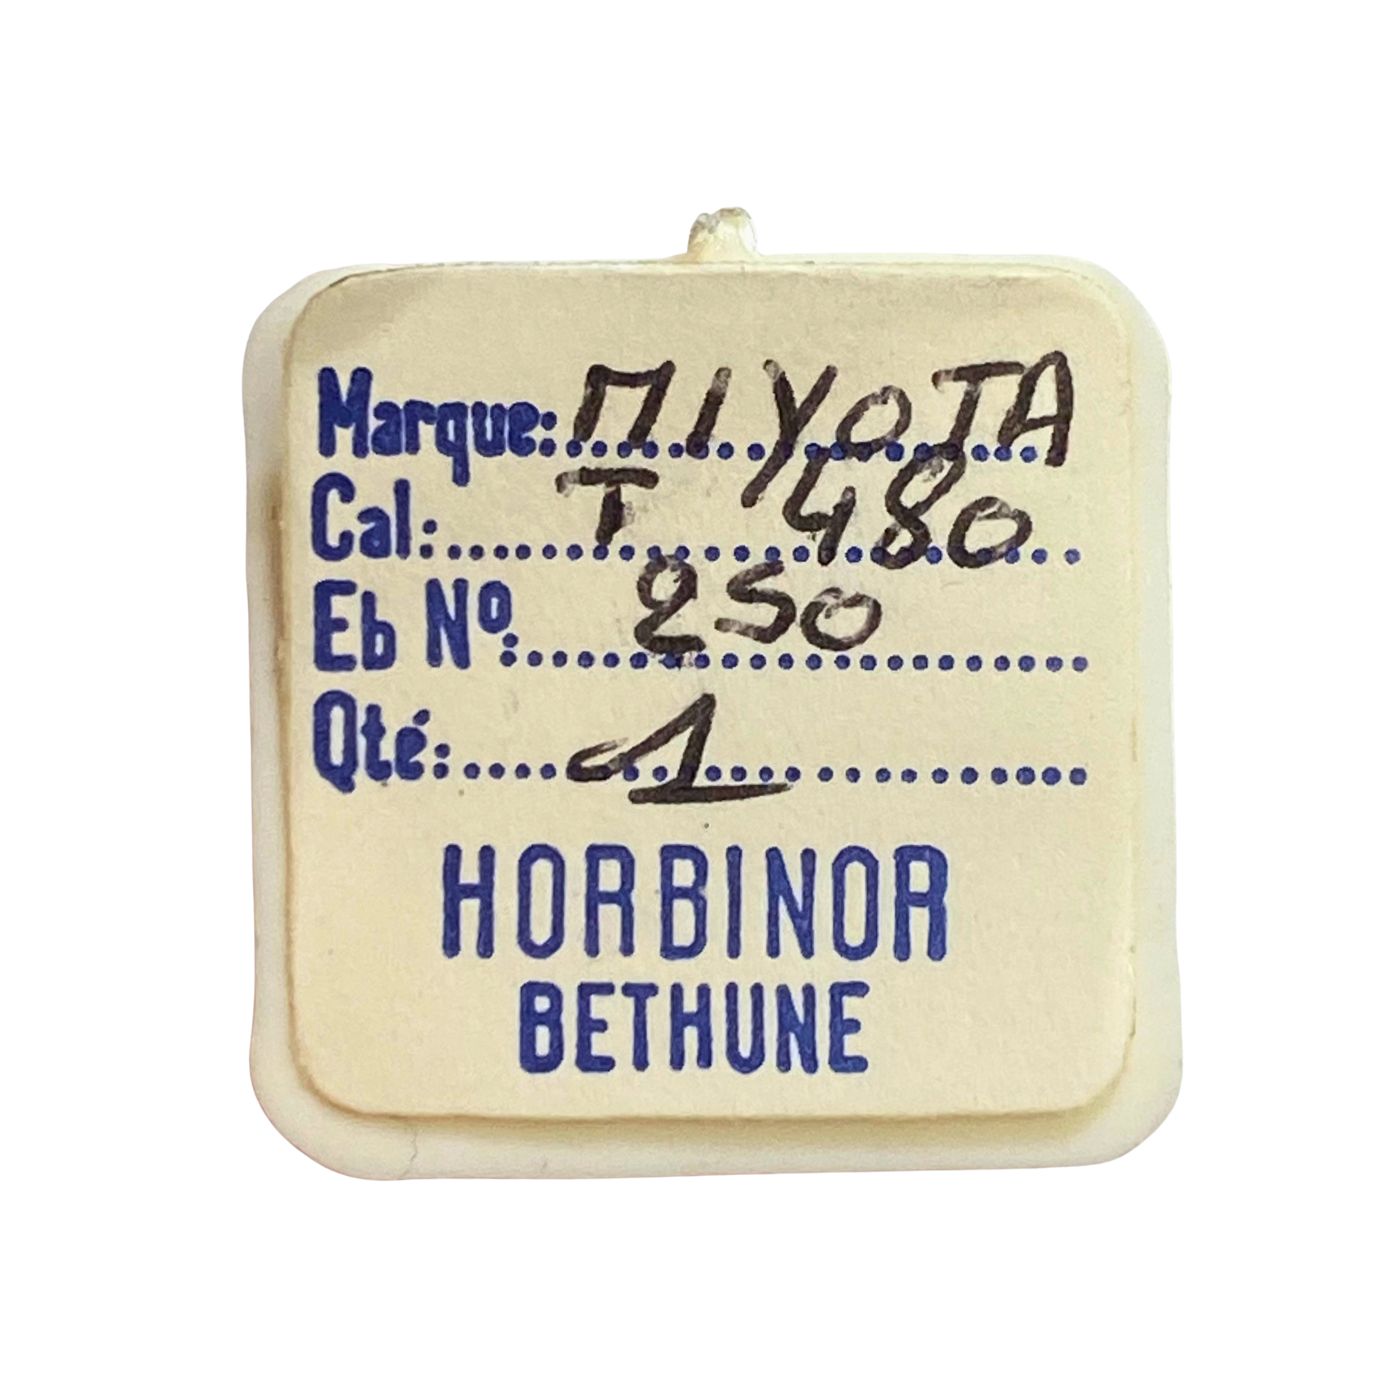 Marque: MIYOTA
Cal: T 480
Eb Nº: 250
Qté: 1
HORBINOR
BETHUNE